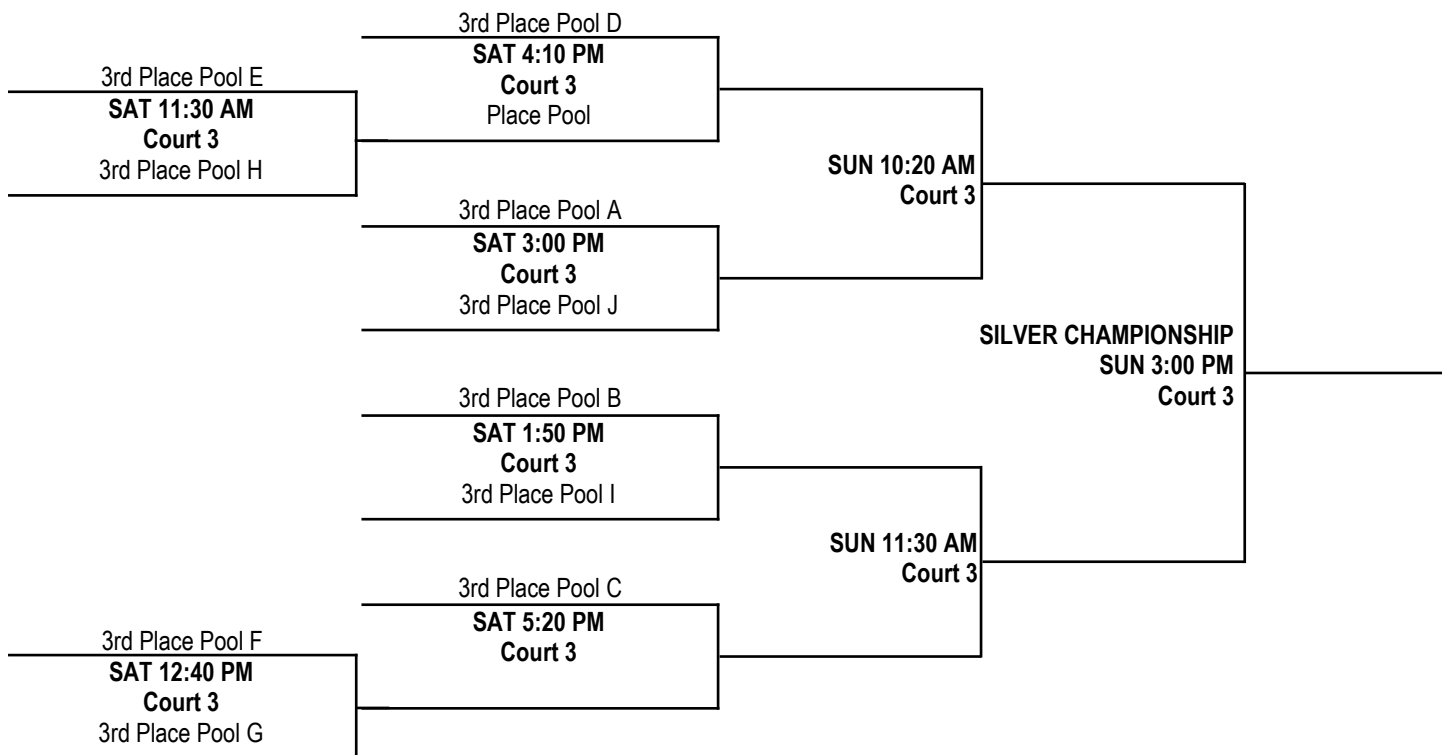 3rd Place Pool D
SAT 4:10 PM
Court 3
Place Pool
3rd Place Pool E
SAT 11:30 AM
Court 3
3rd Place Pool H
SUN 10:20 AM
Court 3
3rd Place Pool A
SAT 3:00 PM
Court 3
3rd Place Pool J
SILVER CHAMPIONSHIP
SUN 3:00 PM
Court 3
3rd Place Pool B
SAT 1:50 PM
Court 3
3rd Place Pool I
SUN 11:30 AM
Court 3
3rd Place Pool C
SAT 5:20 PM
Court 3
3rd Place Pool F
SAT 12:40 PM
Court 3
3rd Place Pool G